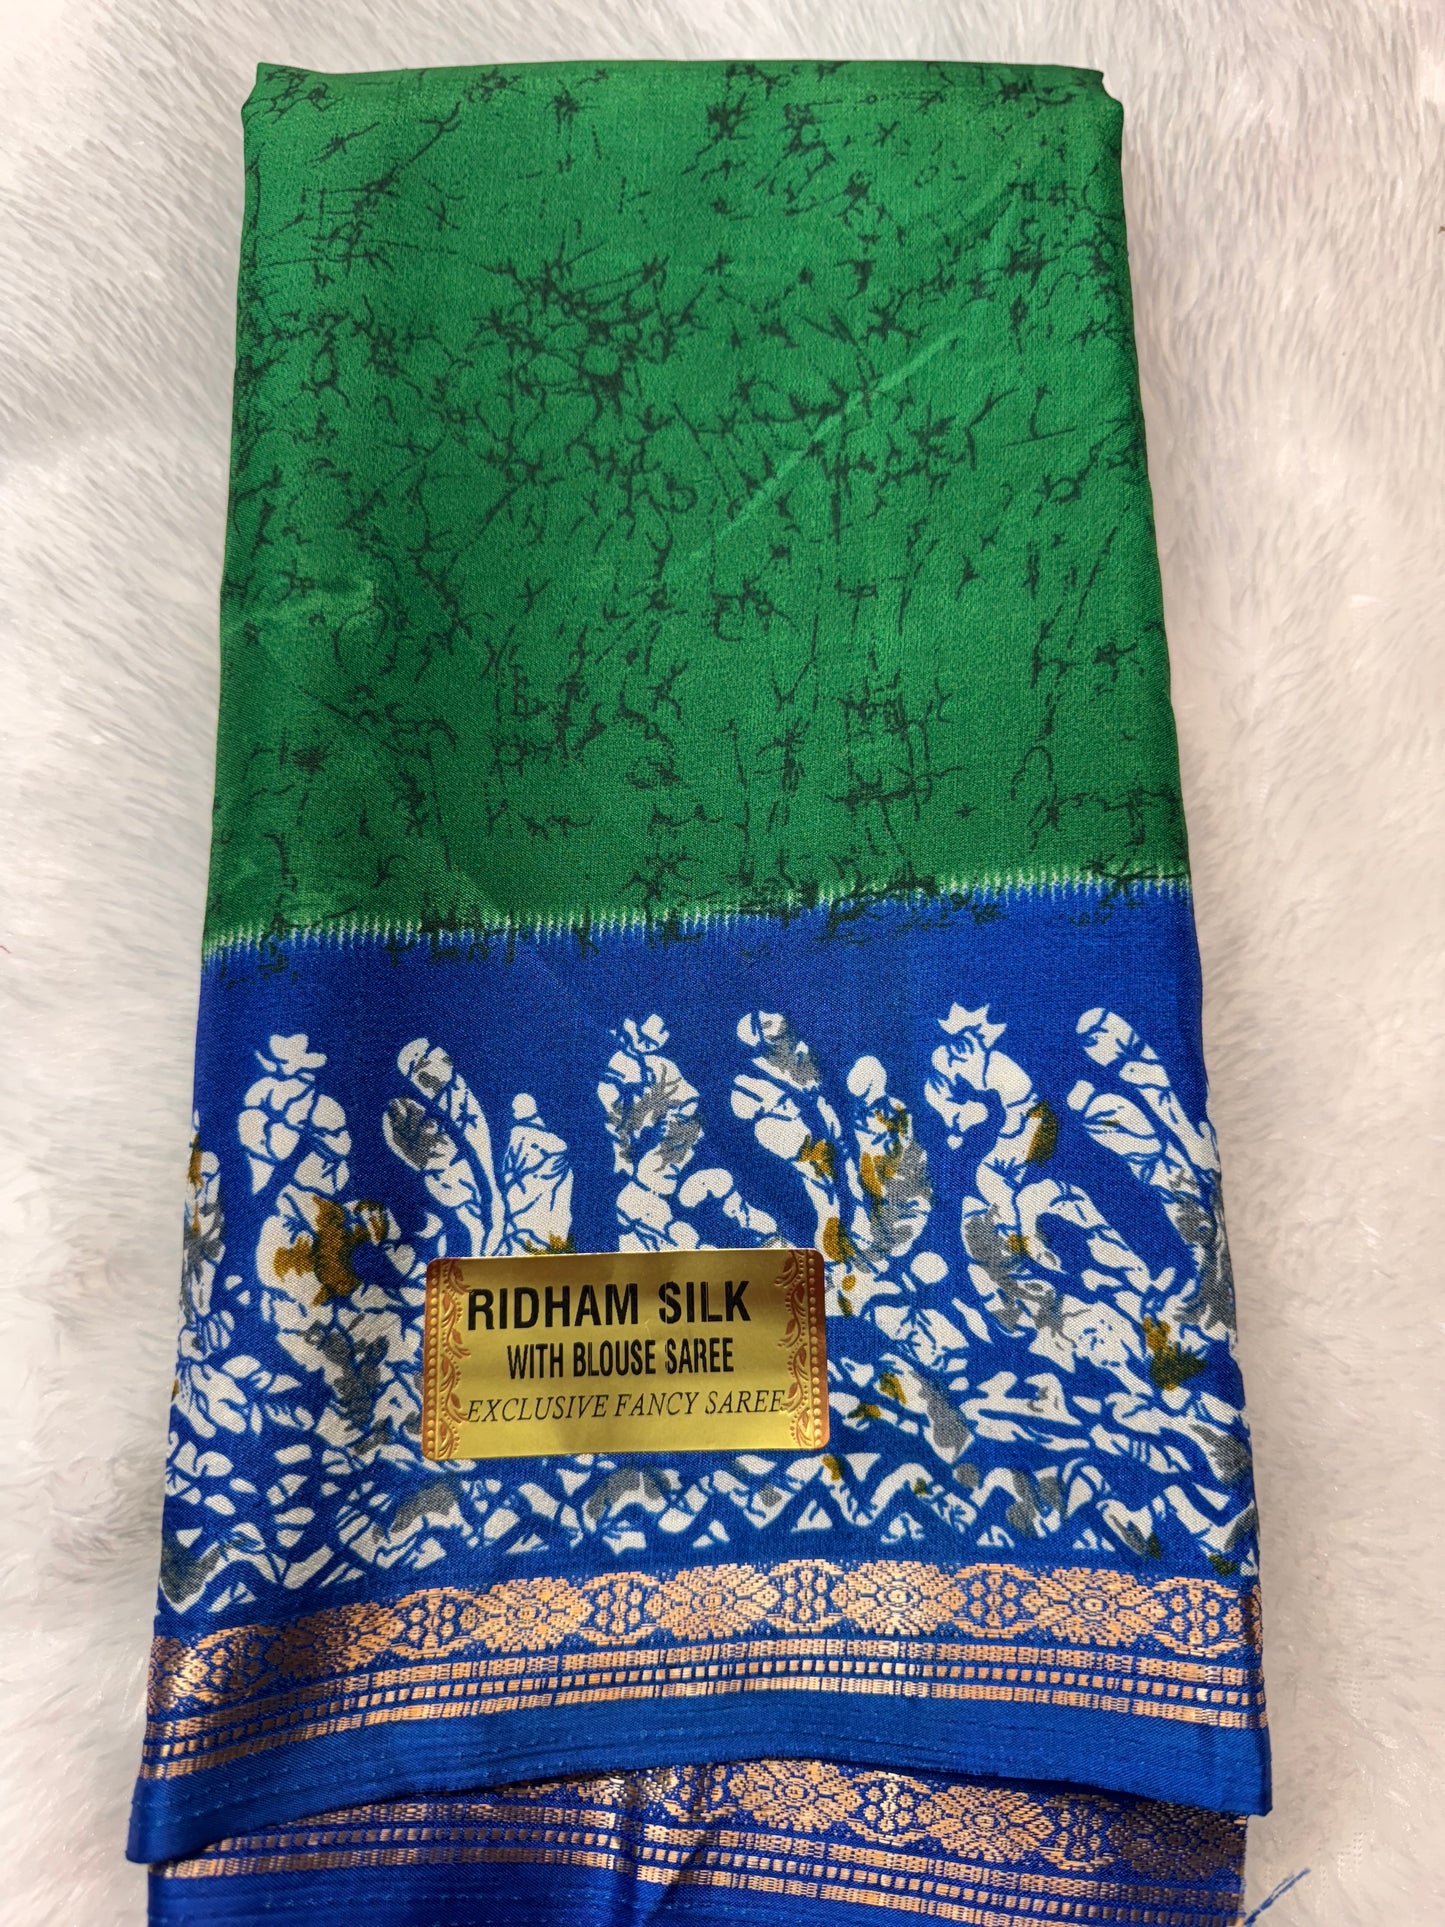 RIDHAM SILK
WITH BLOUSE SAREE
EXCLUSIVE FANCY SAREE